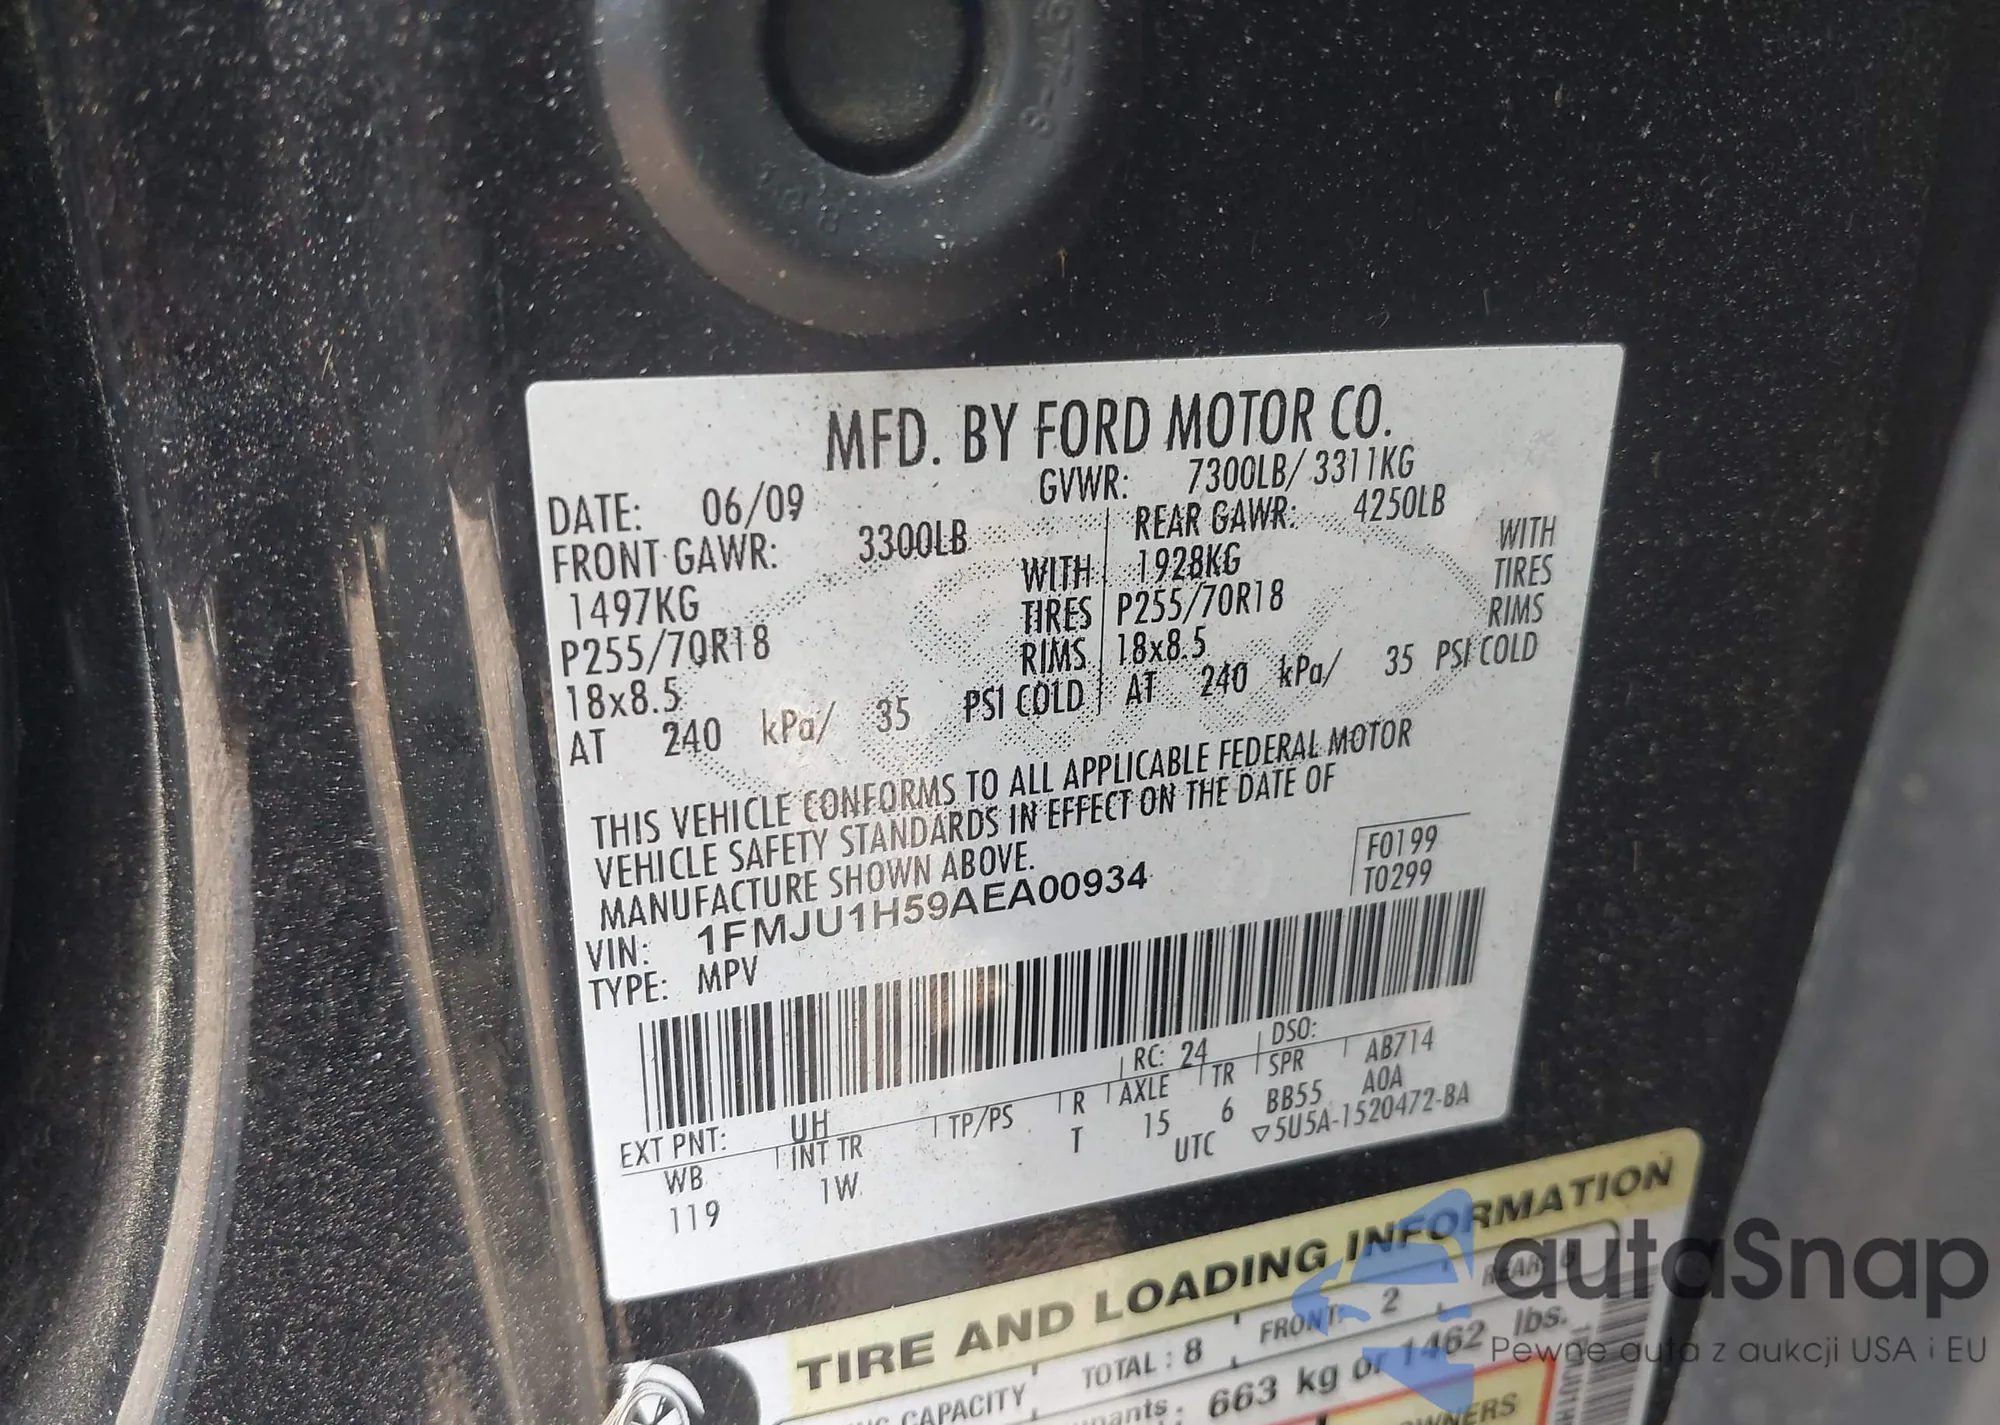 MFD. BY FORD MOTOR CO.
DATE: 06/09 GVWR: 7300LB/ 3311KG
FRONT GAWR: 3300LB REAR GAWR: 4250LB
1497KG WITH 1928KG WITH
P255/70R18 TIRES P255/70R18 TIRES
18x8.5 RIMS 18x8.5 RIMS
AT 240 kPa/ 35 PSI COLD AT 240 kPa/ 35 PSI COLD
THIS VEHICLE CONFORMS TO ALL APPLICABLE FEDERAL MOTOR
VEHICLE SAFETY STANDARDS IN EFFECT ON THE DATE OF
MANUFACTURE SHOWN ABOVE.
F0199
T0299
VIN: 1FMJU1H59AEA00934
TYPE: MPV
EXT PNT: UH RC: 24 DSO: AB714
WB INT TR TP/PS R AXLE TR SPR A0A
119 1W T 15 6 BB55
UTC ▽5U5A-1520472-BA
TIRE AND LOADING INFORMATION
CAPACITY TOTAL : 8 FRONT: 2 REAR:
663 kg or 1462 lbs.
autaSnap
Pewne auta z aukcji USA i EU